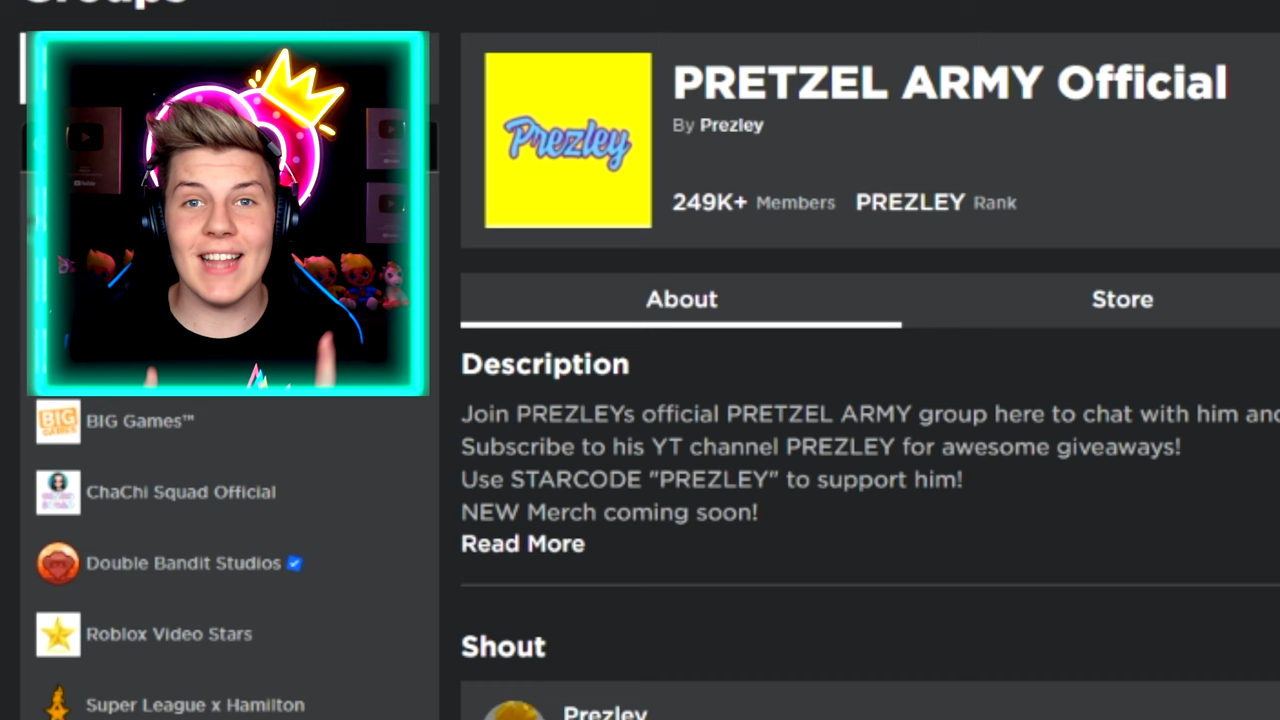 Groups
PRETZEL ARMY Official
By Prezley
Prezley
249K+ Members PREZLEY Rank
About
Store
Description
Join PREZLEYs official PRETZEL ARMY group here to chat with him and
Subscribe to his YT channel PREZLEY for awesome giveaways!
Use STARCODE "PREZLEY" to support him!
NEW Merch coming soon!
Read More
Shout
Prezley
BIG Games™
ChaChi Squad Official
Double Bandit Studios
Roblox Video Stars
Super League x Hamilton
BIG